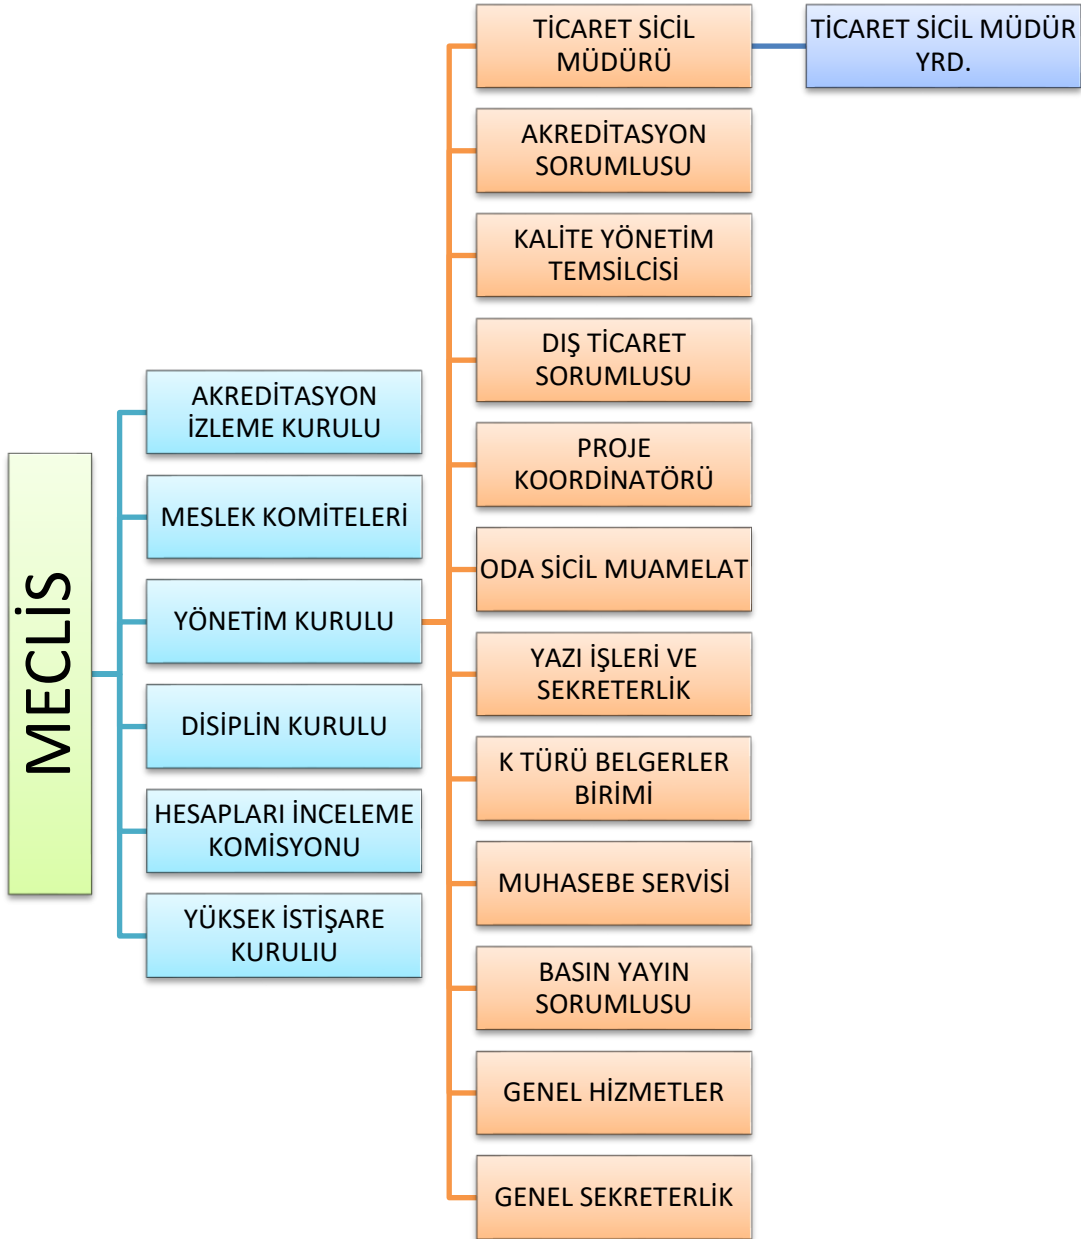 MECLİS
AKREDİTASYON
İZLEME KURULU
MESLEK KOMİTELERİ
YÖNETİM KURULU
DİSİPLİN KURULU
HESAPLARI İNCELEME
KOMİSYONU
YÜKSEK İSTİŞARE
KURULIU
TİCARET SİCİL
MÜDÜRÜ
AKREDİTASYON
SORUMLUSU
KALİTE YÖNETİM
TEMSİLCİSİ
DIŞ TİCARET
SORUMLUSU
PROJE
KOORDİNATÖRÜ
ODA SİCİL MUAMELAT
YAZI İŞLERİ VE
SEKRETERLİK
K TÜRÜ BELGERLER
BİRİMİ
MUHASEBE SERVİSİ
BASIN YAYIN
SORUMLUSU
GENEL HİZMETLER
GENEL SEKRETERLİK
TİCARET SİCİL MÜDÜR
YRD.